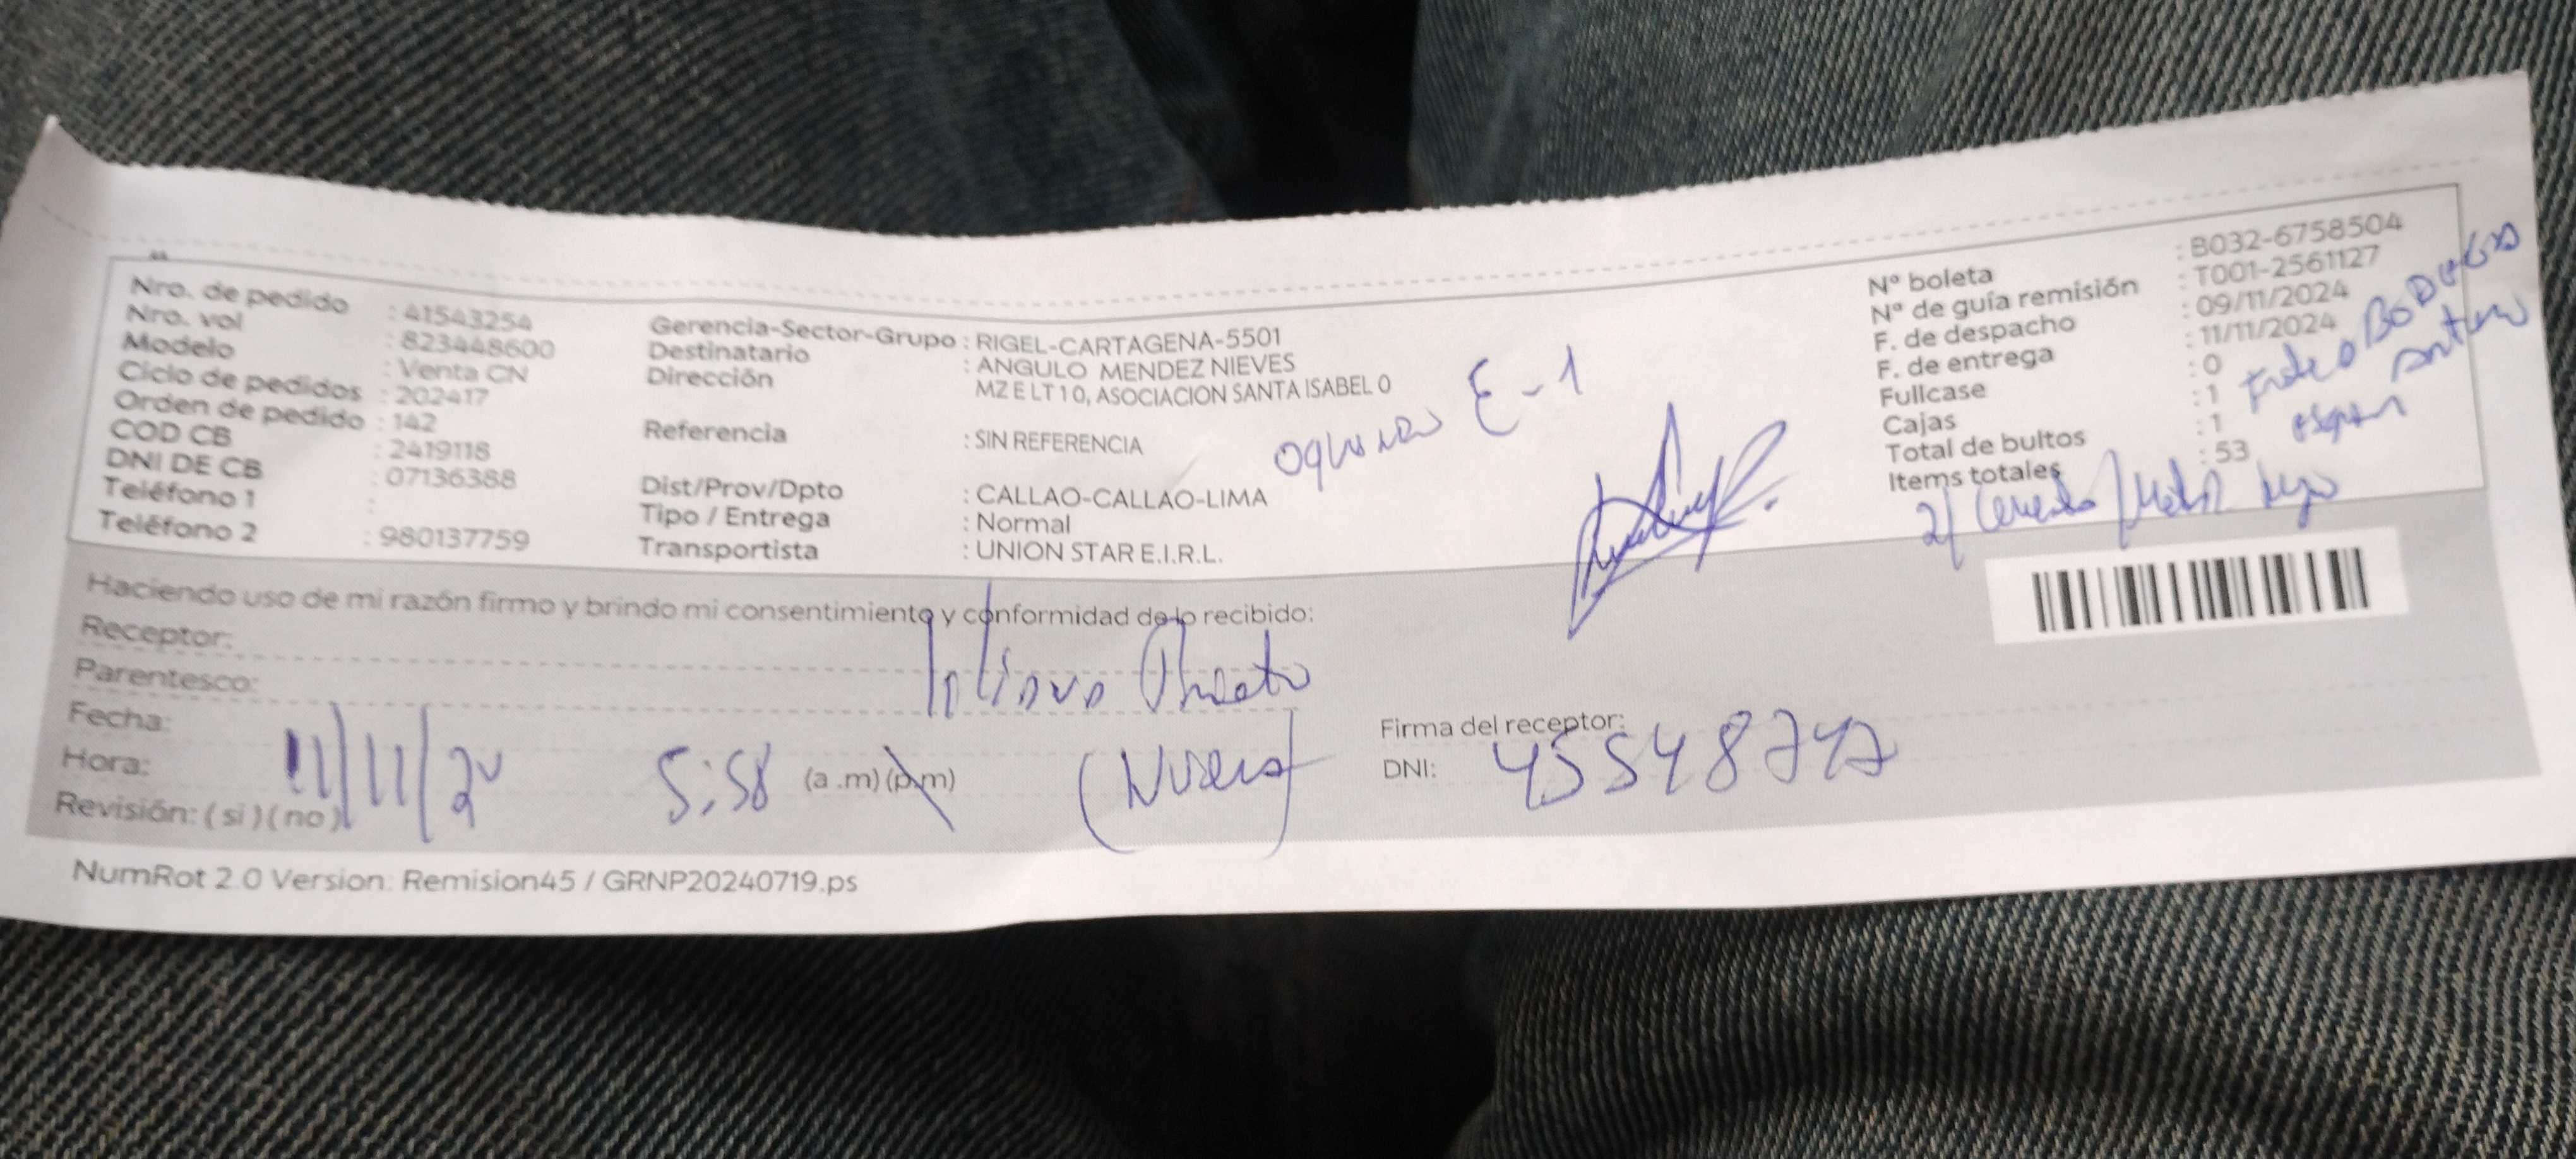 Nro. de pedido : 41543254
Nro. vol : 823448600
Modelo : Venta CN
Ciclo de pedidos : 202417
Orden de pedido : 142
COD CB : 2419118
DNI DE CB : 07136388
Teléfono 1 :
Teléfono 2 : 980137759
Gerencia-Sector-Grupo : RIGEL-CARTAGENA-5501
Destinatario : ANGULO MENDEZ NIEVES
Dirección MZ E LT 1 0, ASOCIACION SANTA ISABEL 0
Referencia : SIN REFERENCIA
E-1
Dist/Prov/Dpto : CALLAO-CALLAO-LIMA
Tipo / Entrega : Normal
Transportista : UNION STAR E.I.R.L.
N° boleta : B032-6758504
N° de guía remisión : T001-2561127
F. de despacho : 09/11/2024
F. de entrega : 11/11/2024
Fullcase : 0
Cajas : 1
Total de bultos : 1
Items totales : 53
BODEGA
2/
Haciendo uso de mi razón firmo y brindo mi consentimiento y conformidad de lo recibido:
Receptor:
Parentesco:
Fecha: 11/11/24
Hora: 5:58 (a .m) (p.m) (Nuera)
Revisión: ( si ) ( no )
Firma del receptor:
DNI: 45548747
NumRot 2.0 Version: Remision45 / GRNP20240719.ps